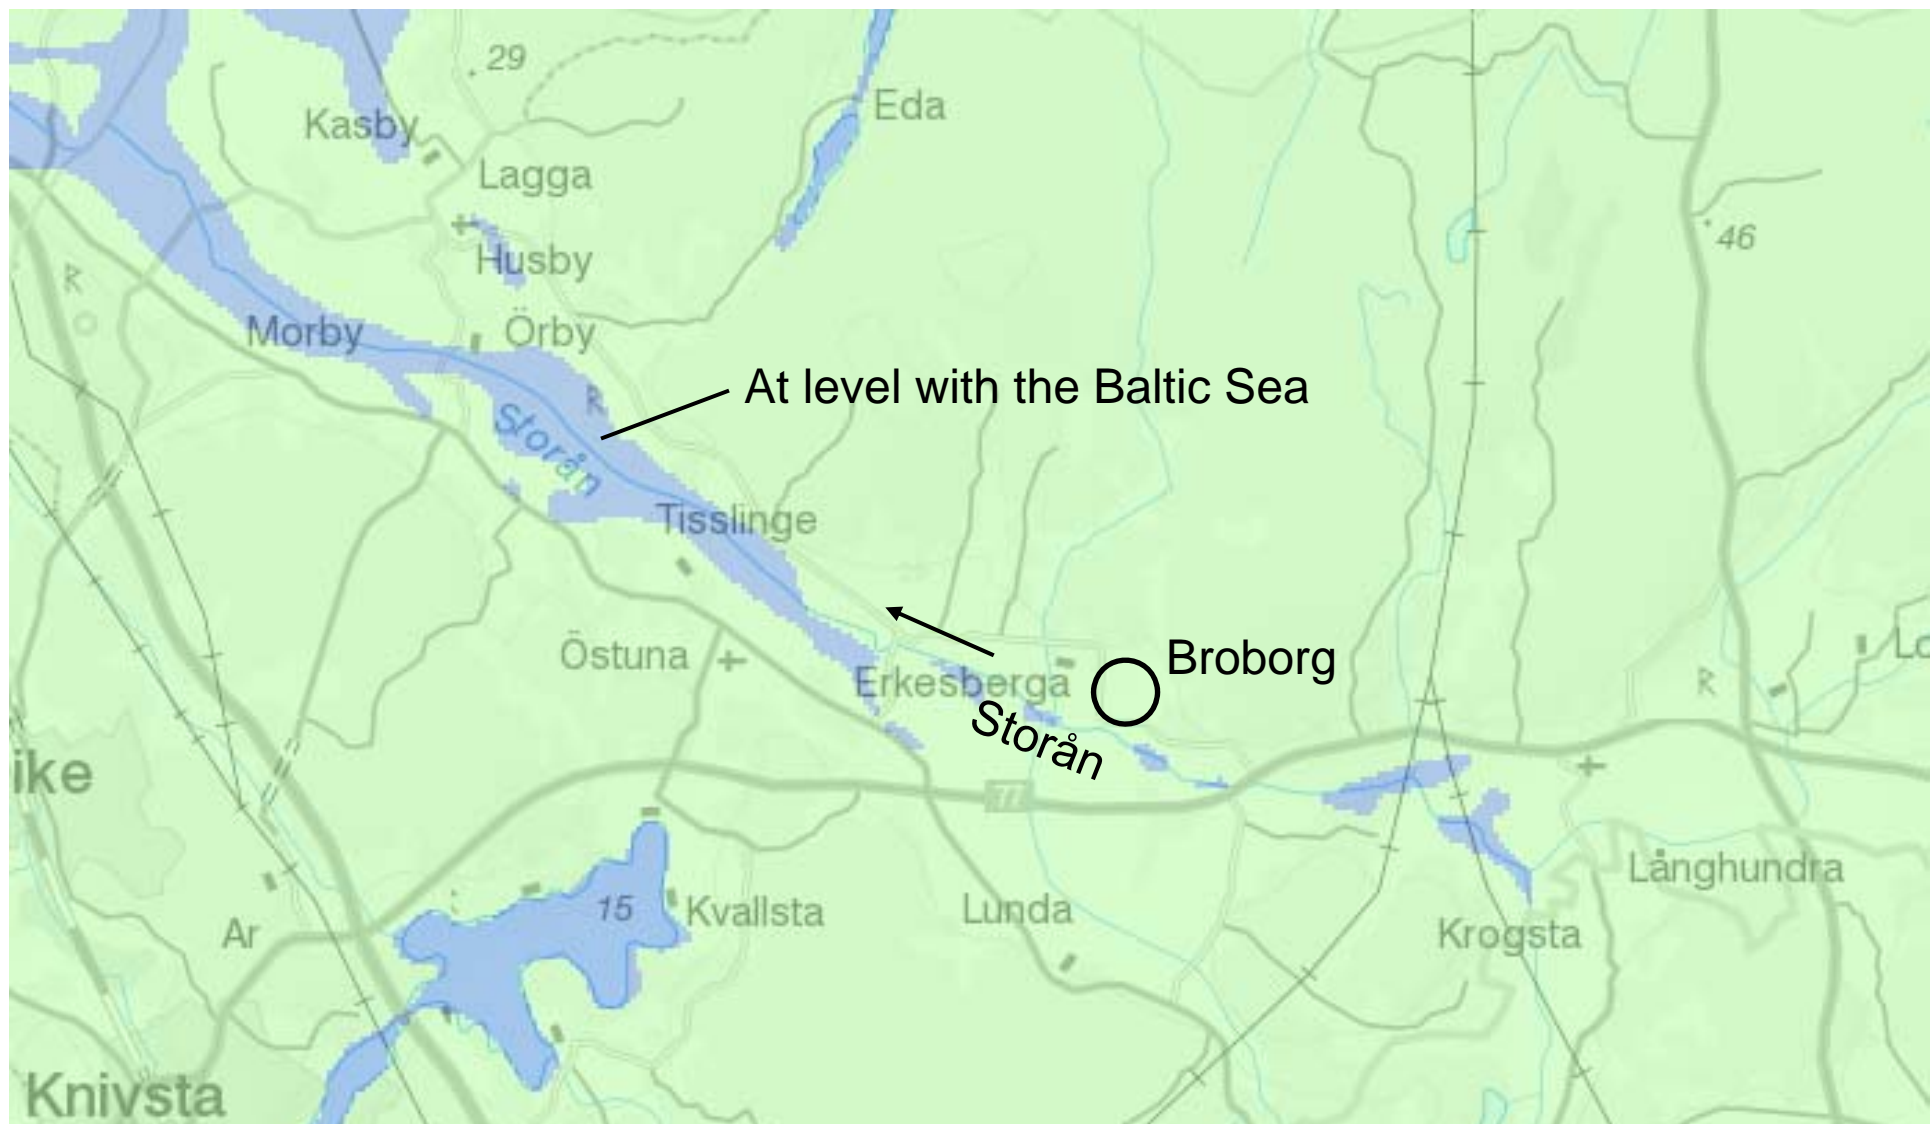 29
Eda
Kasby
Lagga
46
Husby
Morby
Örby
At level with the Baltic Sea
Storån
Tisslinge
Östuna
Broborg
Erkesberga
Storån
ike
77
Långhundra
15
Kvallsta
Lunda
Ar
Krogsta
Knivsta